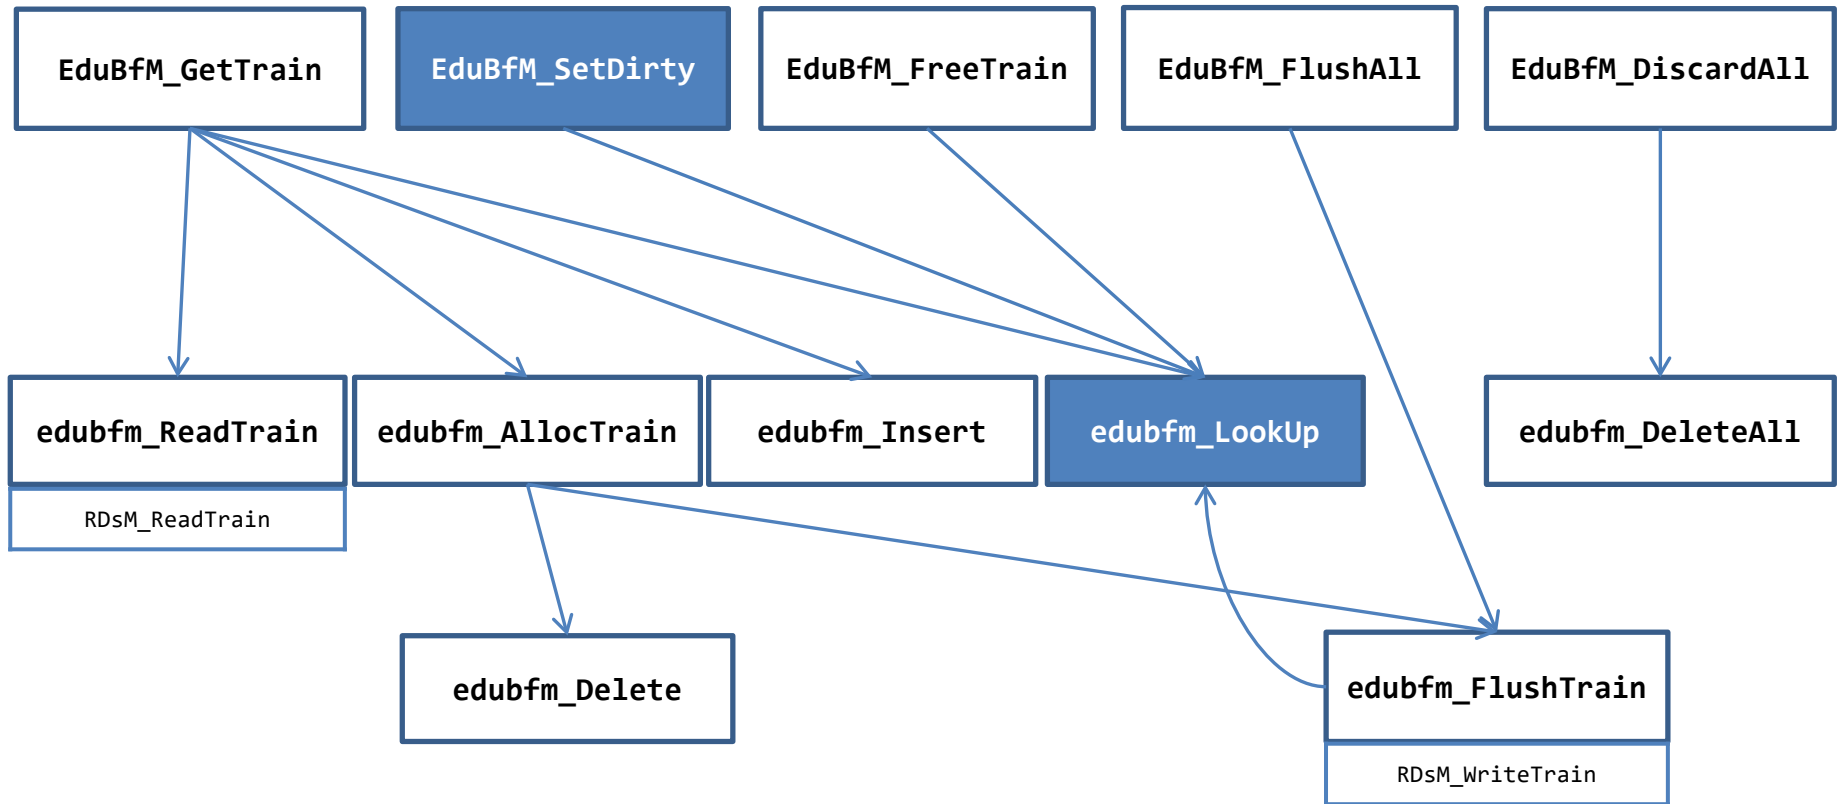 EduBfM_GetTrain
EduBfM_SetDirty
EduBfM_FreeTrain
EduBfM_FlushAll
EduBfM_DiscardAll
edubfm_ReadTrain
edubfm_AllocTrain
edubfm_Insert
edubfm_LookUp
edubfm_DeleteAll
RDsM_ReadTrain
edubfm_Delete
edubfm_FlushTrain
RDsM_WriteTrain